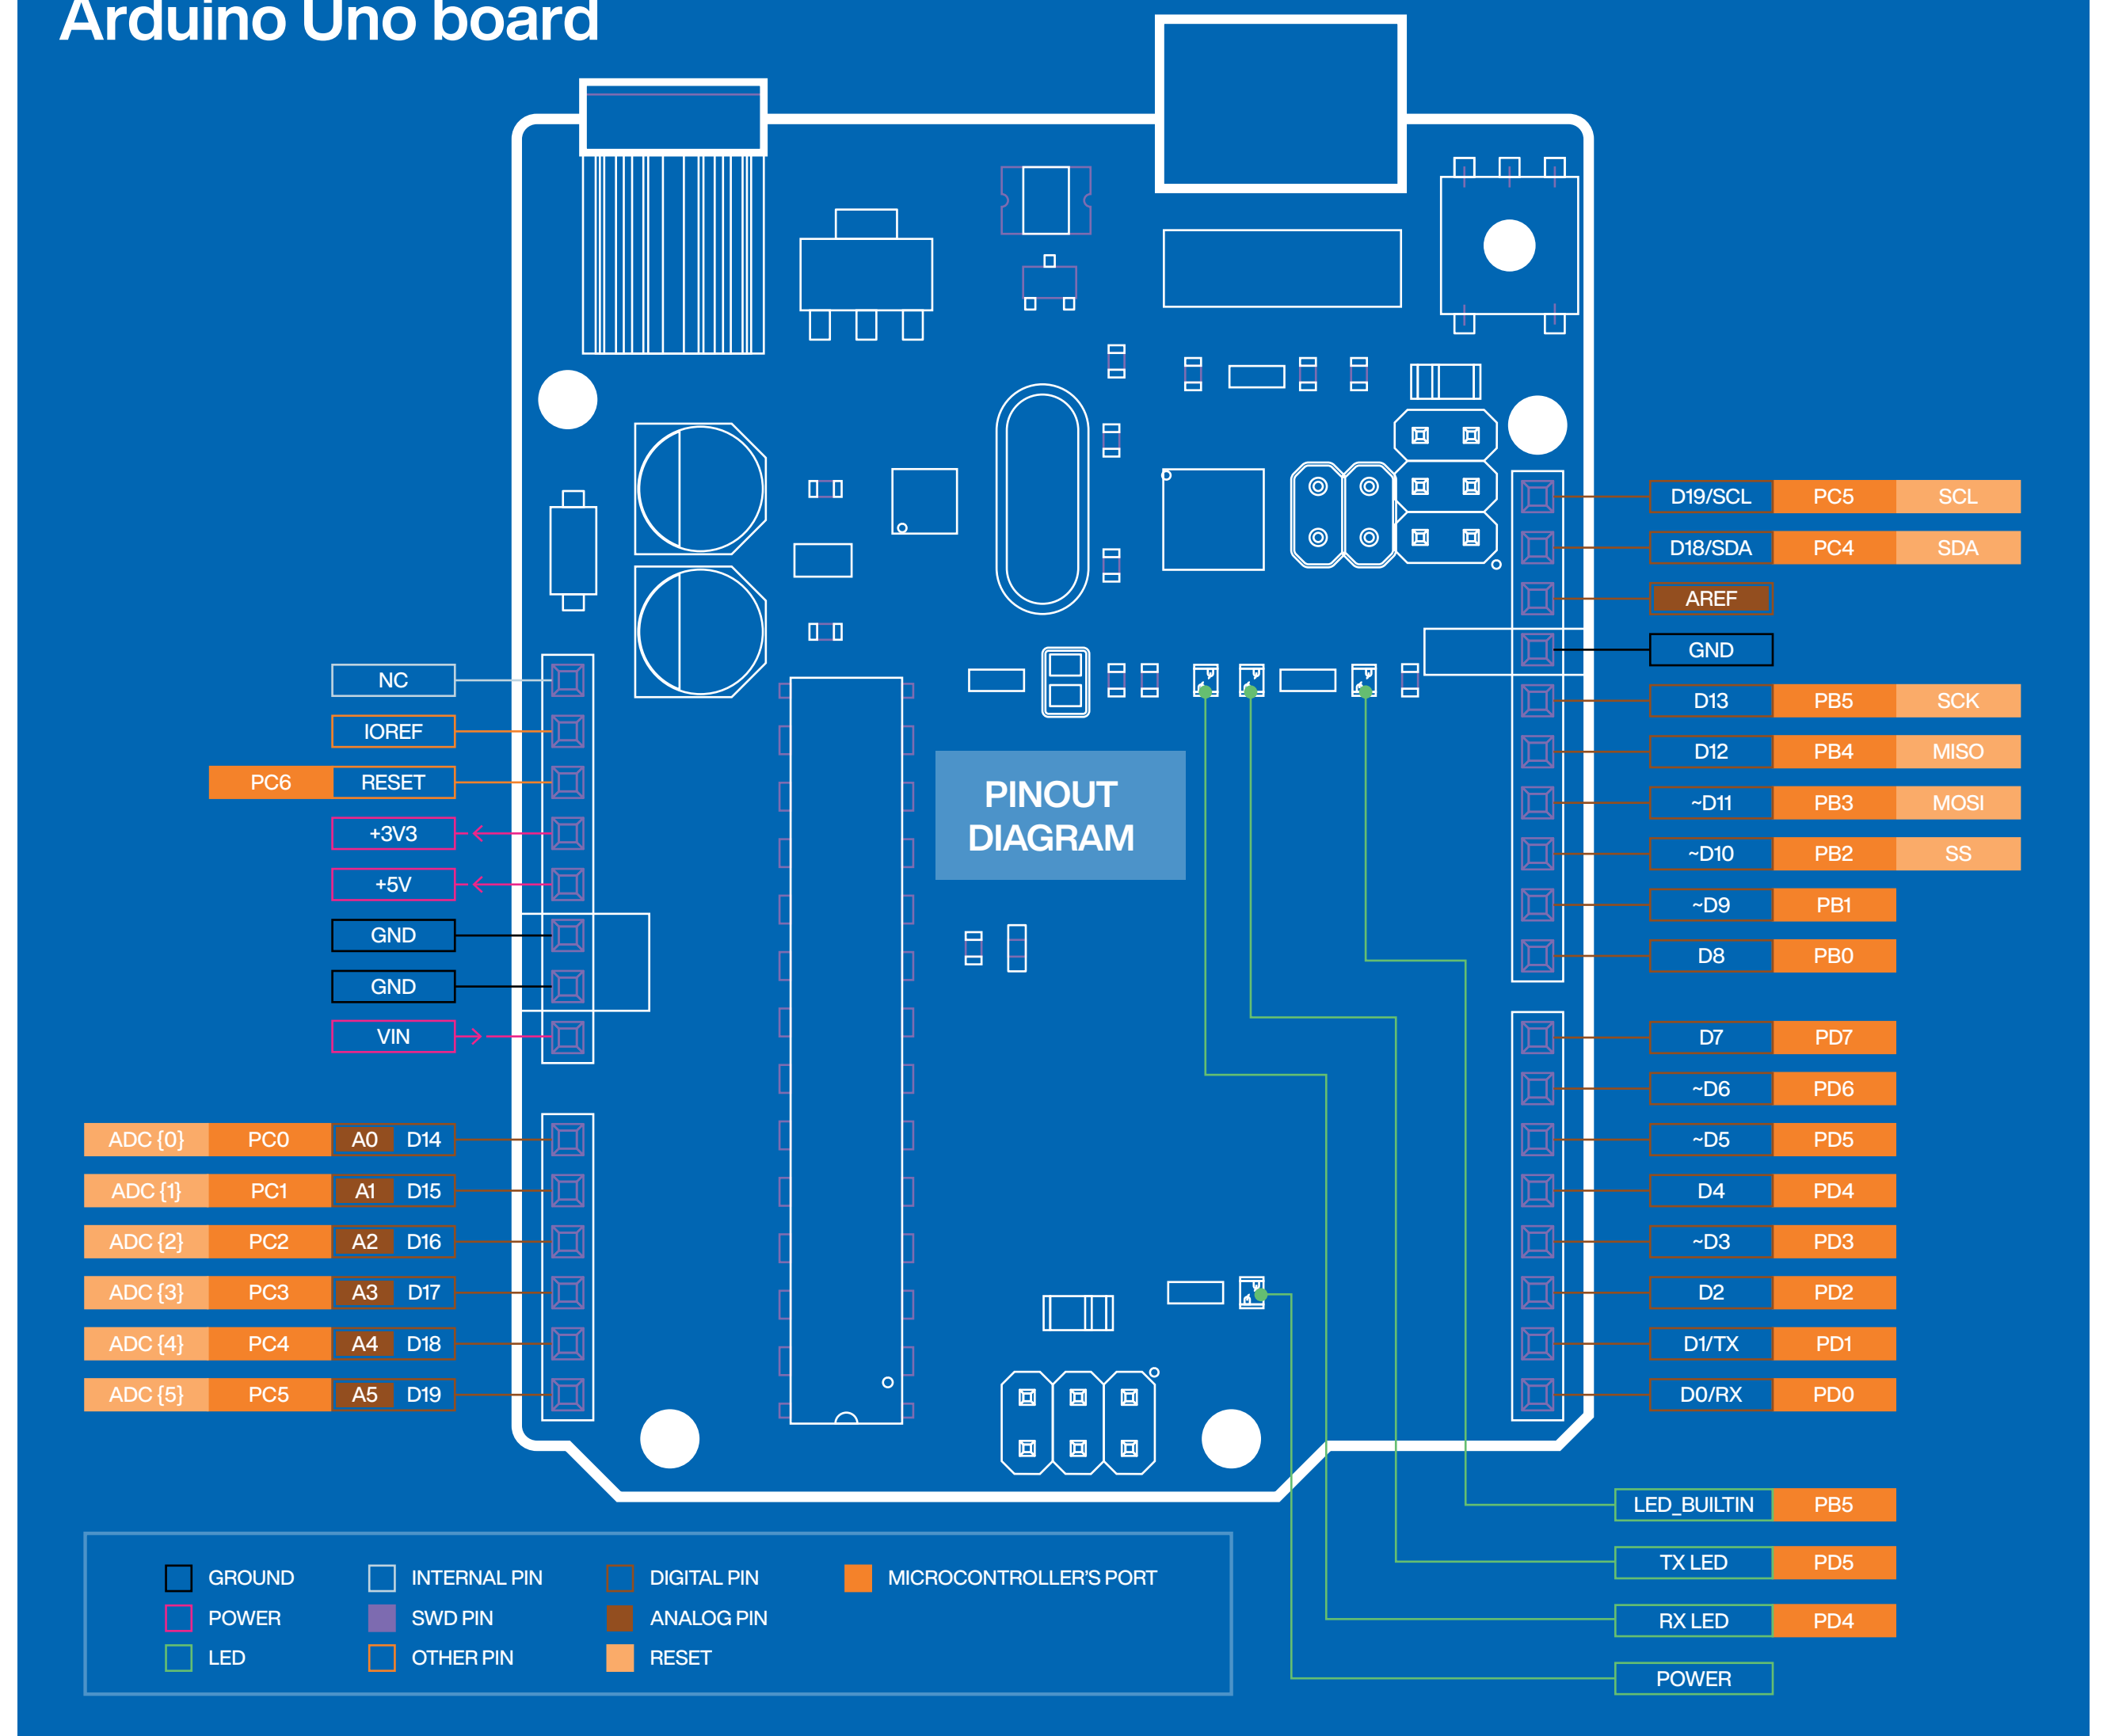 Arduino Uno board
NC
IOREF
PC6 RESET
+3V3
+5V
GND
GND
VIN
ADC {0} PC0 A0 D14
ADC {1} PC1 A1 D15
ADC {2} PC2 A2 D16
ADC {3} PC3 A3 D17
ADC {4} PC4 A4 D18
ADC {5} PC5 A5 D19
PINOUT
DIAGRAM
D19/SCL PC5 SCL
D18/SDA PC4 SDA
AREF
GND
D13 PB5 SCK
D12 PB4 MISO
~D11 PB3 MOSI
~D10 PB2 SS
~D9 PB1
D8 PB0
D7 PD7
~D6 PD6
~D5 PD5
D4 PD4
~D3 PD3
D2 PD2
D1/TX PD1
D0/RX PD0
LED_BUILTIN PB5
TX LED PD5
RX LED PD4
POWER
GROUND INTERNAL PIN DIGITAL PIN MICROCONTROLLER'S PORT
POWER SWD PIN ANALOG PIN
LED OTHER PIN RESET